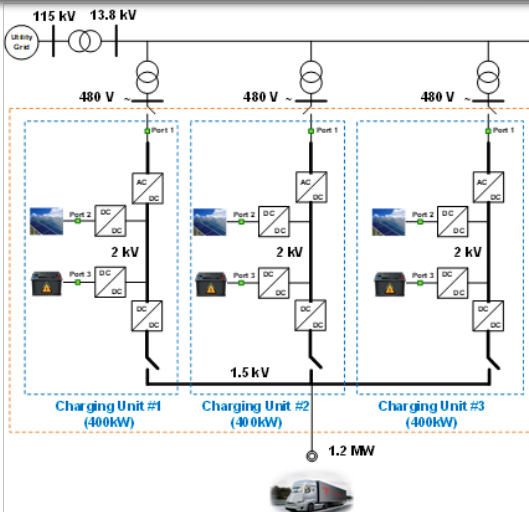 115 kV 13.8 kV
Utility
Grid
480 V ~ 480 V ~ 480 V ~
Port 1 Port 1 Port 1
AC AC AC
DC DC DC
Port 2 DC Port 2 DC Port 2 DC
DC DC DC
2 kV 2 kV 2 kV
Port 3 DC Port 3 DC Port 3 DC
DC DC DC
DC DC DC
DC DC DC
1.5 kV
Charging Unit #1 Charging Unit #2 Charging Unit #3
(400kW) (400kW) (400kW)
1.2 MW